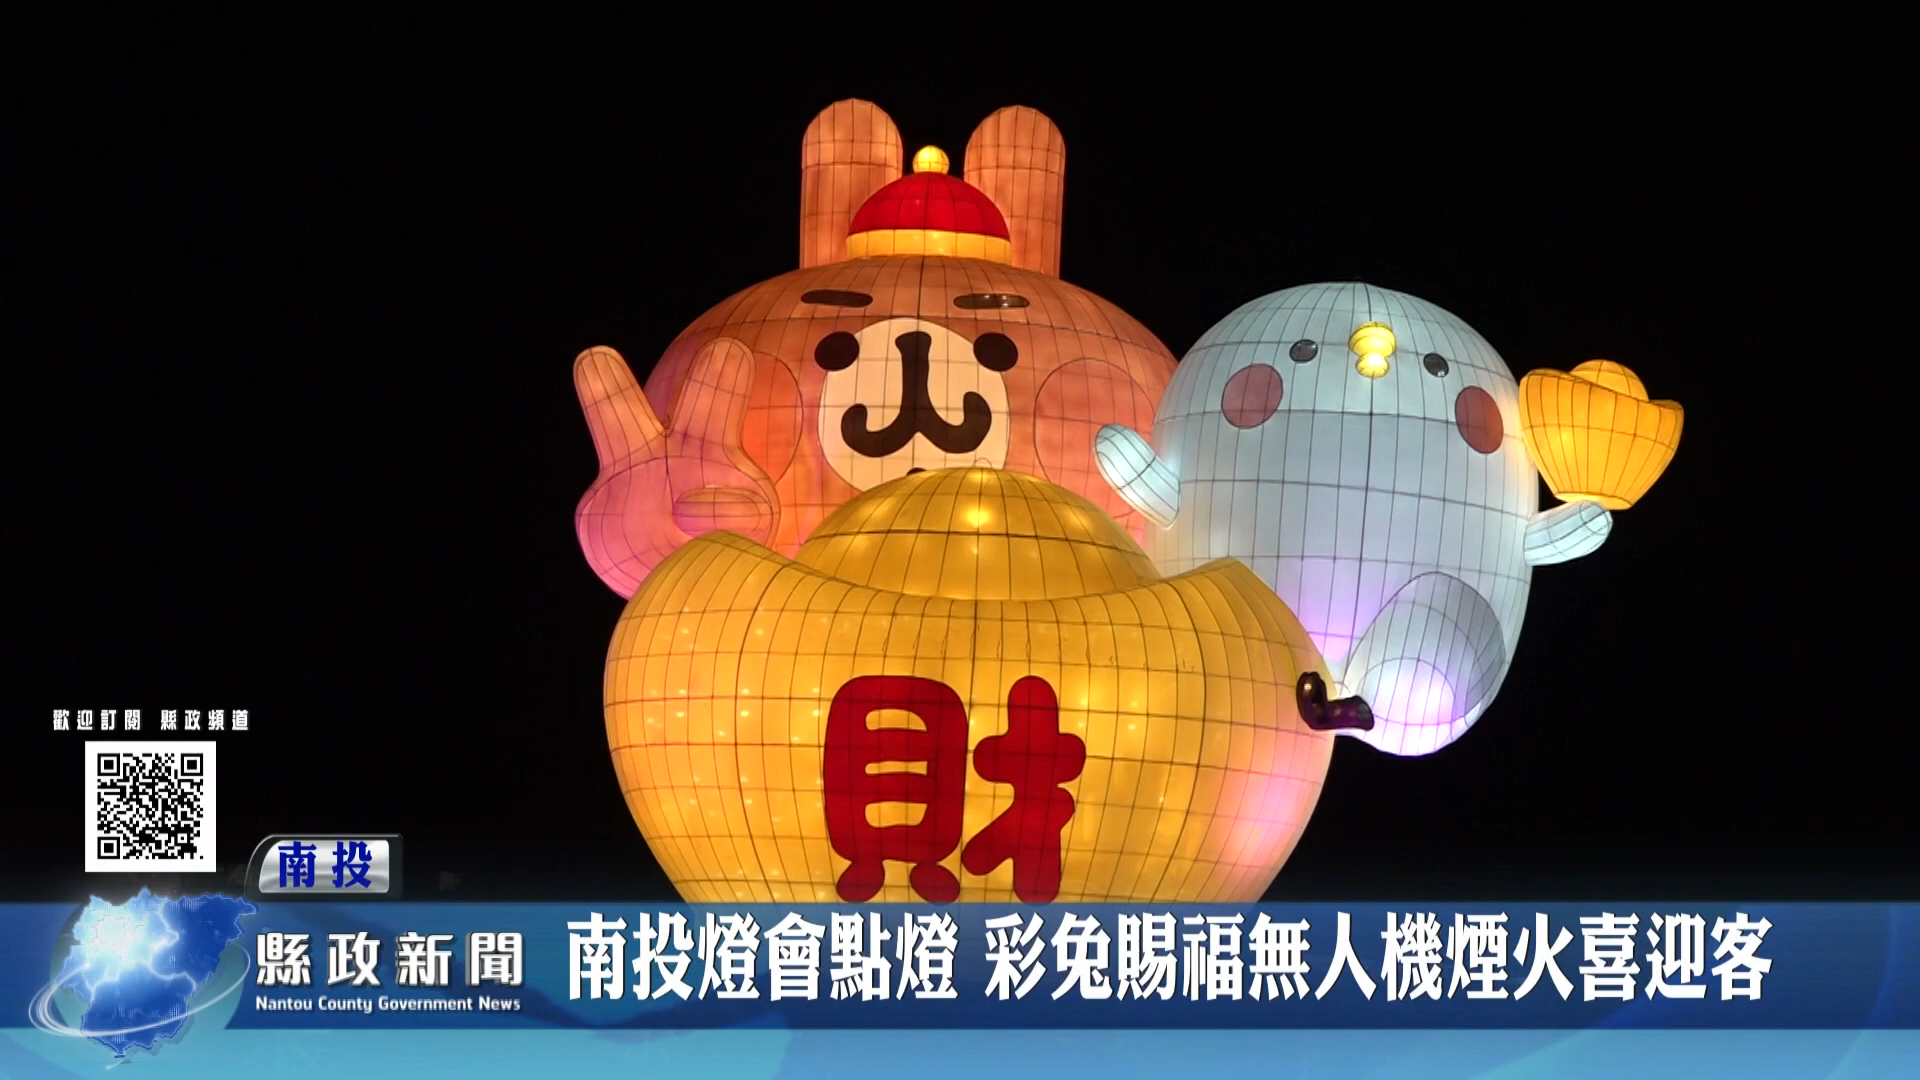 財
歡迎訂閱 縣政頻道
南投
縣政新聞
Nantou County Government News
南投燈會點燈 彩兔賜福無人機煙火喜迎客